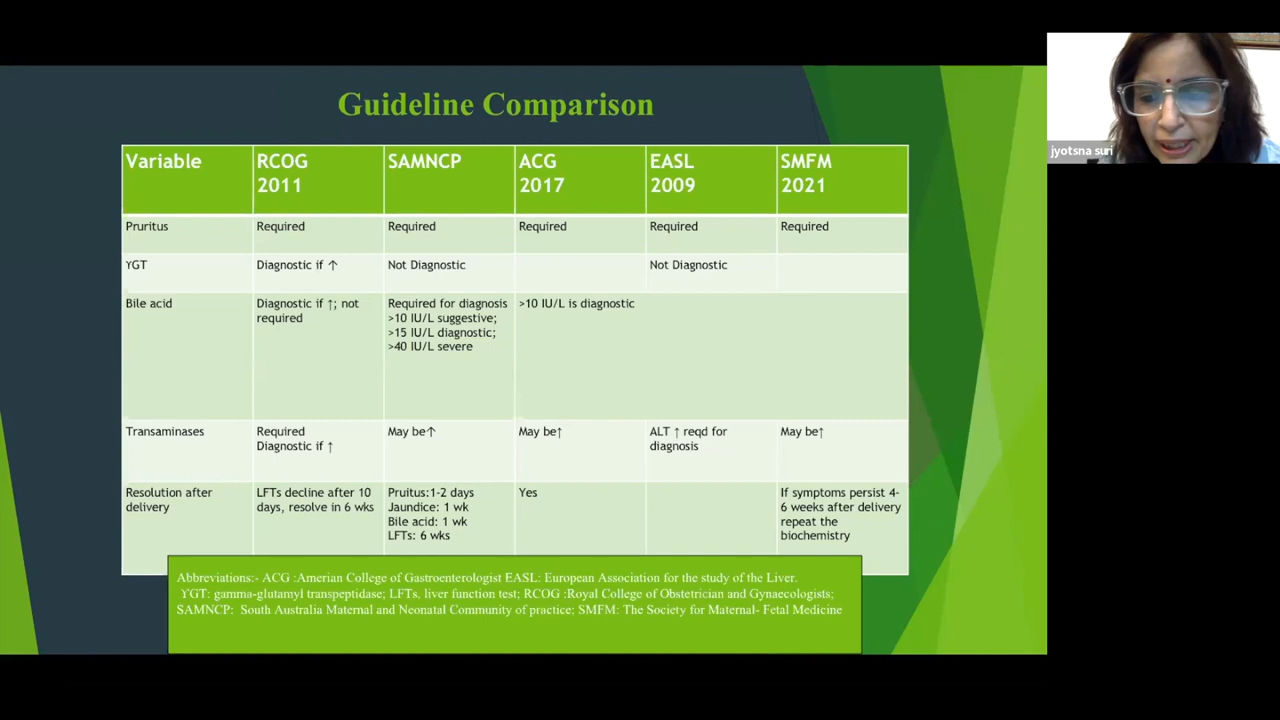 Guideline Comparison
jyotsna suri
Variable
RCOG
2011
SAMNCP
ACG
2017
EASL
2009
SMFM
2021
Pruritus
Required
Required
Required
Required
Required
ϒGT
Diagnostic if ↑
Not Diagnostic
Not Diagnostic
Bile acid
Diagnostic if ↑; not
required
Required for diagnosis
>10 IU/L suggestive;
>15 IU/L diagnostic;
>40 IU/L severe
>10 IU/L is diagnostic
Transaminases
Required
Diagnostic if ↑
May be↑
May be↑
ALT ↑ reqd for
diagnosis
May be↑
Resolution after
delivery
LFTs decline after 10
days, resolve in 6 wks
Pruitus:1-2 days
Jaundice: 1 wk
Bile acid: 1 wk
LFTs: 6 wks
Yes
If symptoms persist 4-
6 weeks after delivery
repeat the
biochemistry
Abbreviations:- ACG :Amerian College of Gastroenterologist EASL: European Association for the study of the Liver.
ϒGT: gamma-glutamyl transpeptidase; LFTs, liver function test; RCOG :Royal College of Obstetrician and Gynaecologists;
SAMNCP: South Australia Maternal and Neonatal Community of practice; SMFM: The Society for Maternal- Fetal Medicine